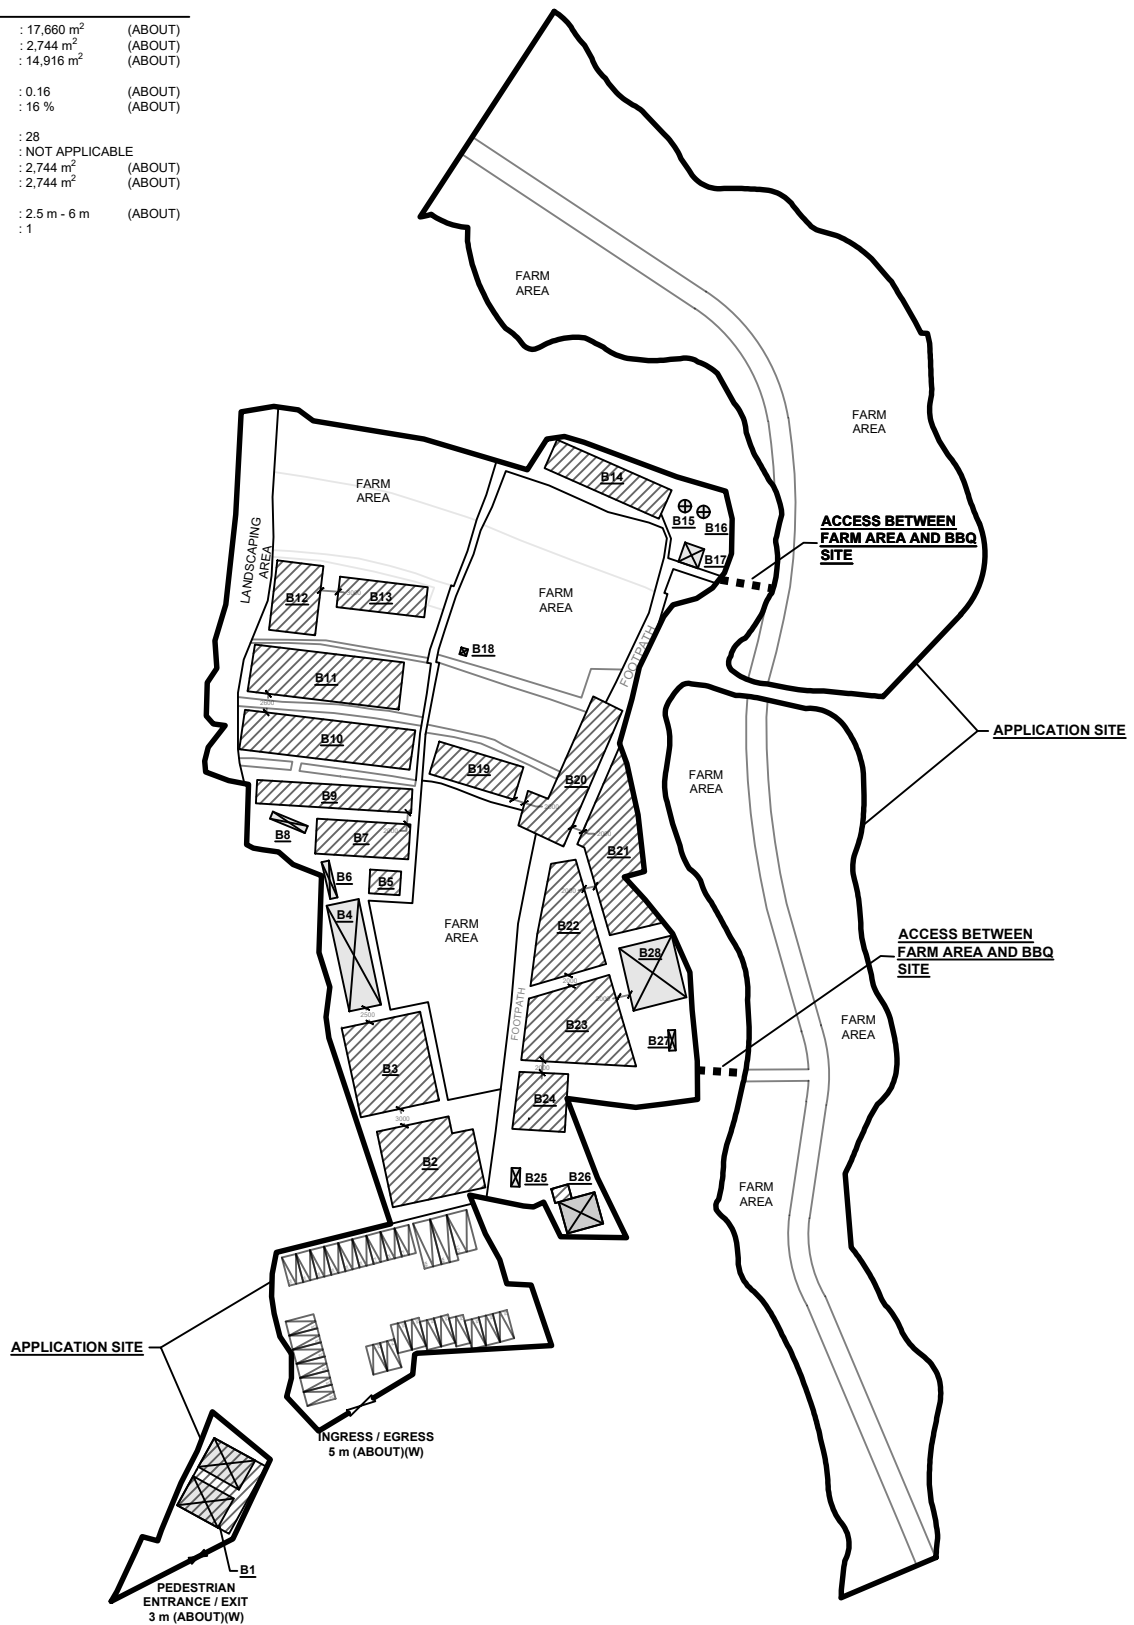 : 17,660 m² (ABOUT)
: 2,744 m² (ABOUT)
: 14,916 m² (ABOUT)
: 0.16 (ABOUT)
: 16 % (ABOUT)
: 28
: NOT APPLICABLE
: 2,744 m² (ABOUT)
: 2,744 m² (ABOUT)
: 2.5 m - 6 m (ABOUT)
: 1
FARM
AREA
FARM
AREA
FARM
AREA
B14
B15
B16
B17
ACCESS BETWEEN
FARM AREA AND BBQ
SITE
LANDSCAPING
AREA
B12
B13
FARM
AREA
B18
FOOTPATH
B11
B10
APPLICATION SITE
B19
B20
FARM
AREA
B9
B8
B7
B21
B6
B5
B4
FARM
AREA
B22
B28
ACCESS BETWEEN
FARM AREA AND BBQ
SITE
2500
FOOTPATH
B23
B27
FARM
AREA
B3
B24
3000
B2
B25
B26
FARM
AREA
APPLICATION SITE
INGRESS / EGRESS
5 m (ABOUT)(W)
B1
PEDESTRIAN
ENTRANCE / EXIT
3 m (ABOUT)(W)